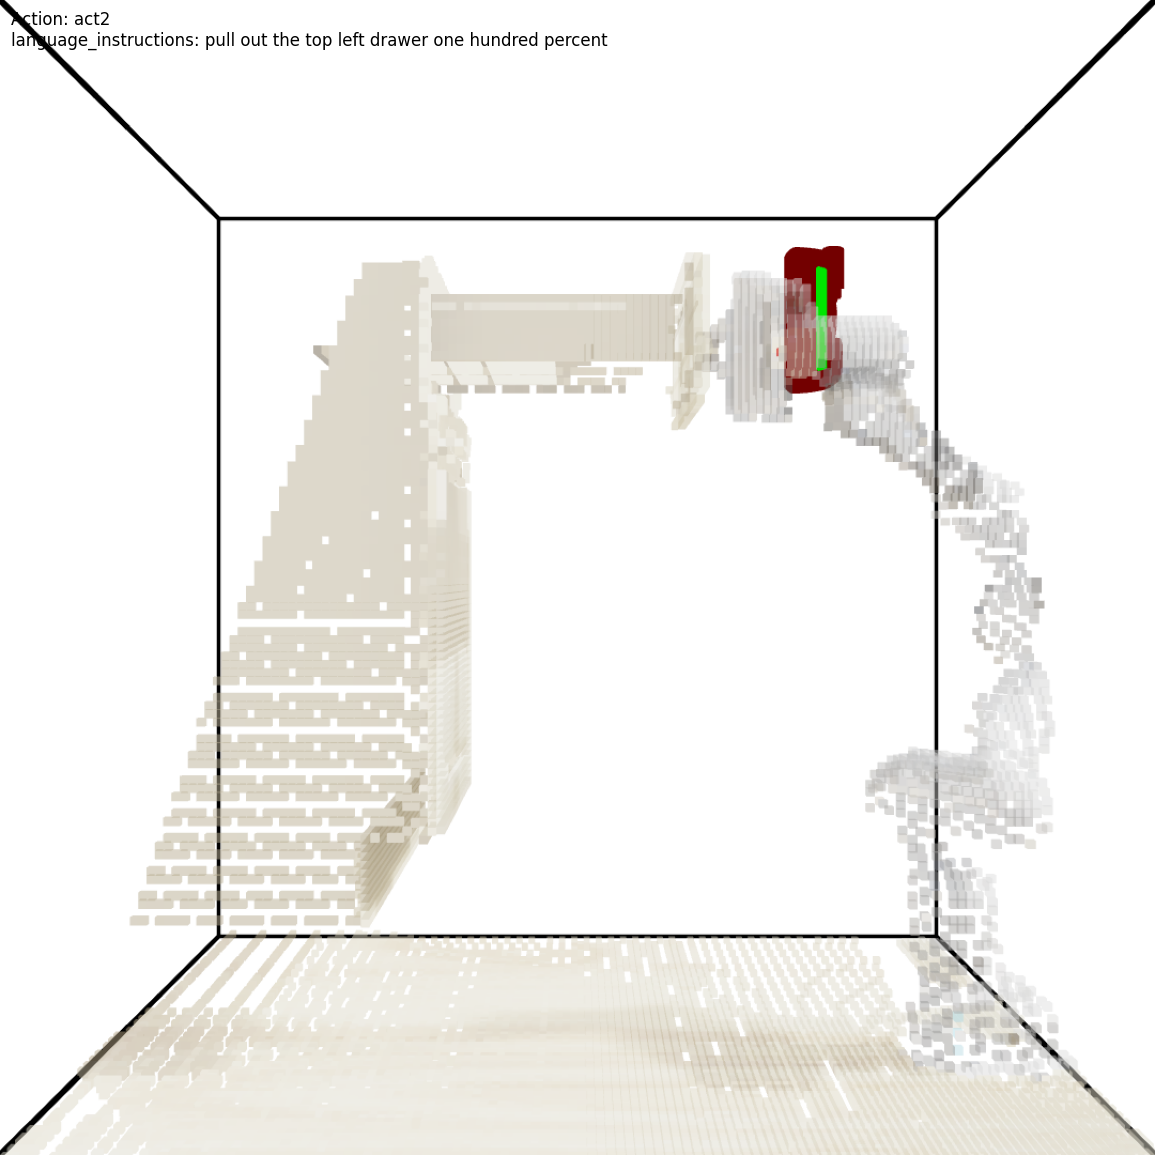 Action: act2
language_instructions: pull out the top left drawer one hundred percent